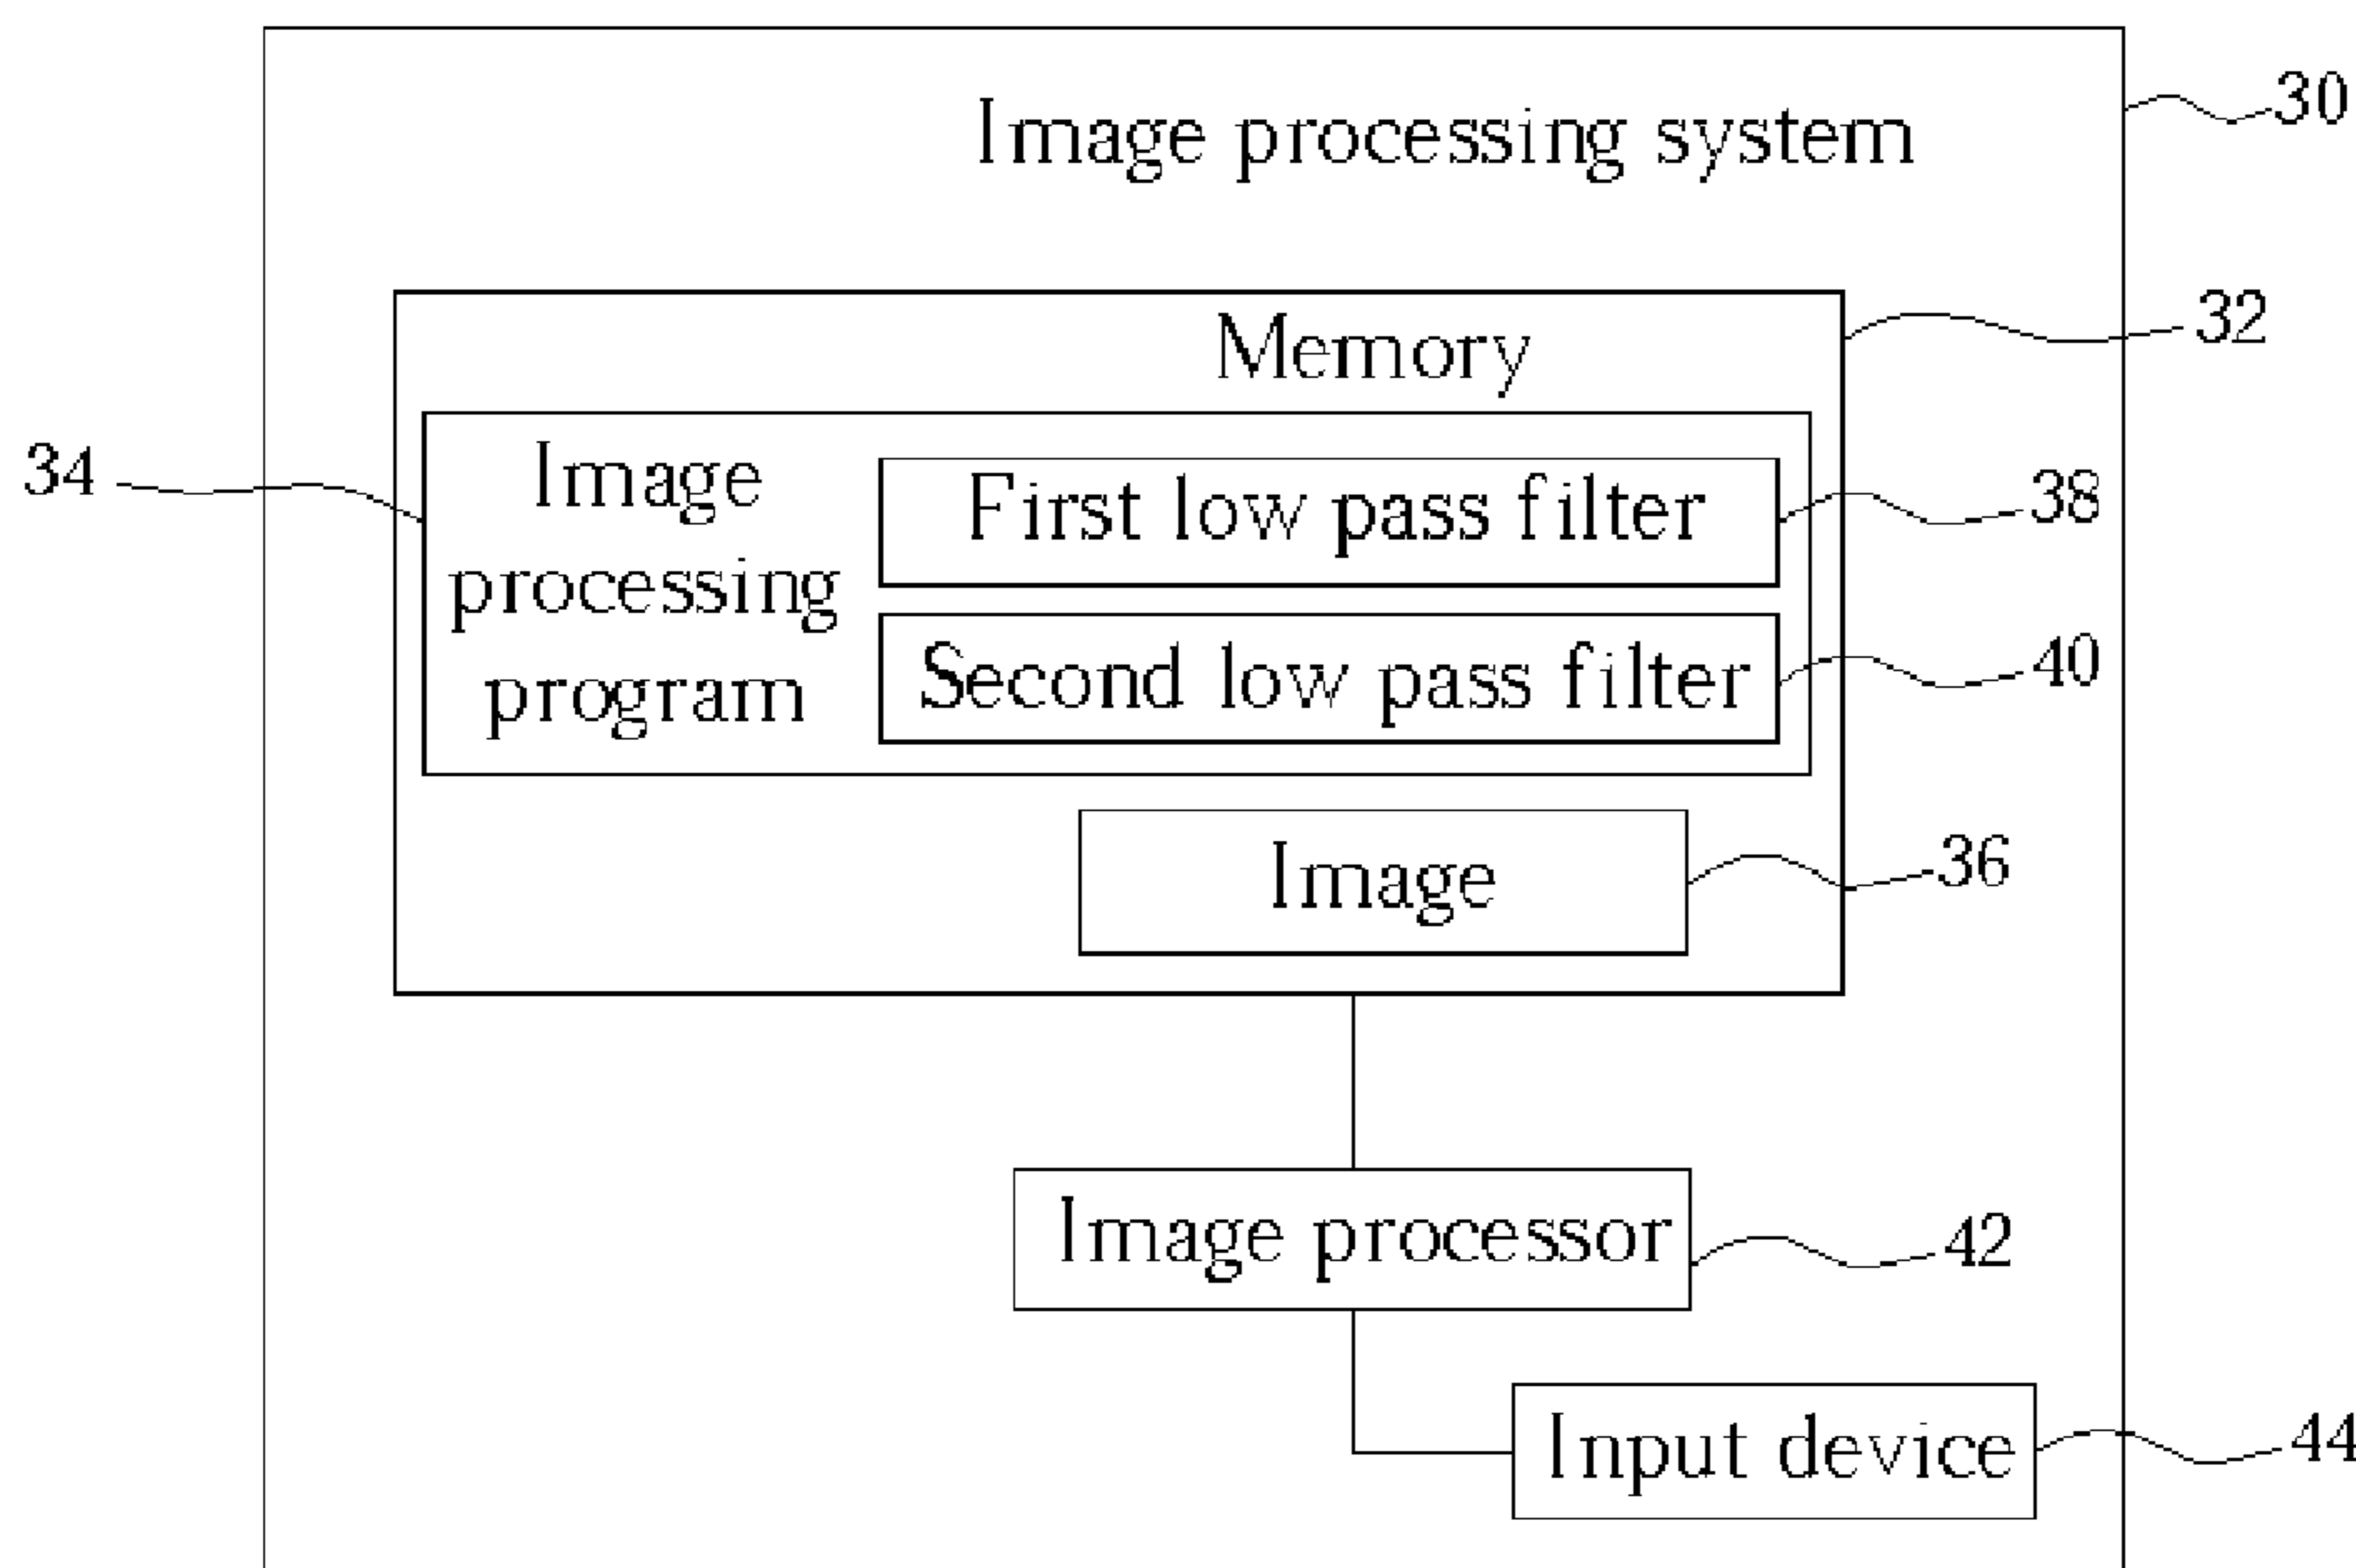 Image processing system
30
Memory
32
34
Image
processing
program
First low pass filter
38
Second low pass filter
40
Image
36
Image processor
42
Input device
44